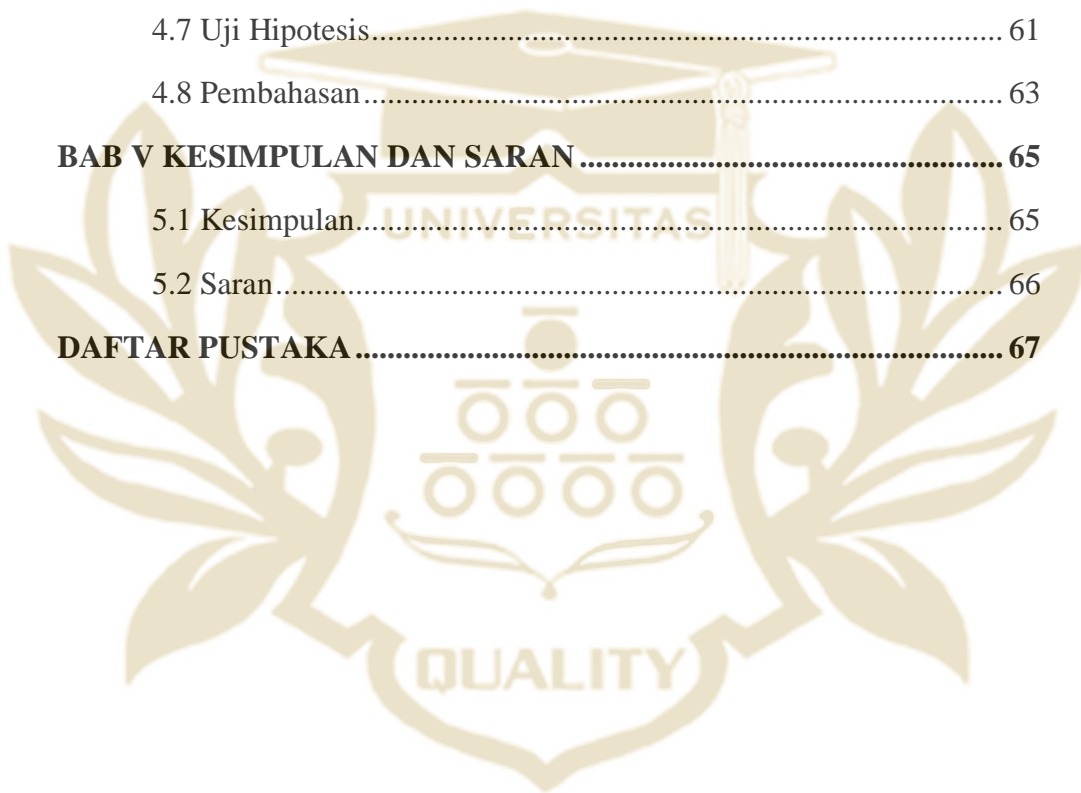 4.7 Uji Hipotesis................................................................................ 61
4.8 Pembahasan................................................................................. 63
BAB V KESIMPULAN DAN SARAN..................................................... 65
5.1 Kesimpulan.................................................................................. 65
5.2 Saran............................................................................................ 66
DAFTAR PUSTAKA.................................................................................. 67
UNIVERSITAS
QUALITY